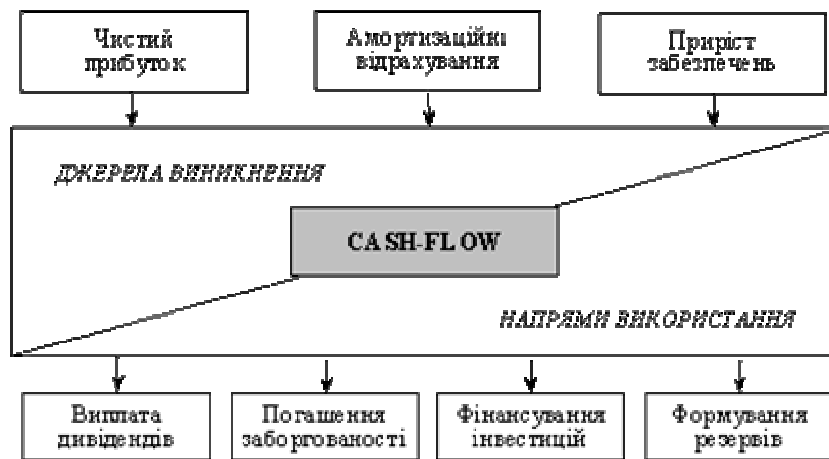 Чистий
прибуток
Амортизаційні
відрахування
Приріст
забезпечень
ДЖЕРЕЛА ВИНИКНЕННЯ
CASH-FLOW
НАПРЯМИ ВИКОРИСТАННЯ
Виплата
дивідендів
Погашення
заборгованості
Фінансування
інвестицій
Формування
резервів